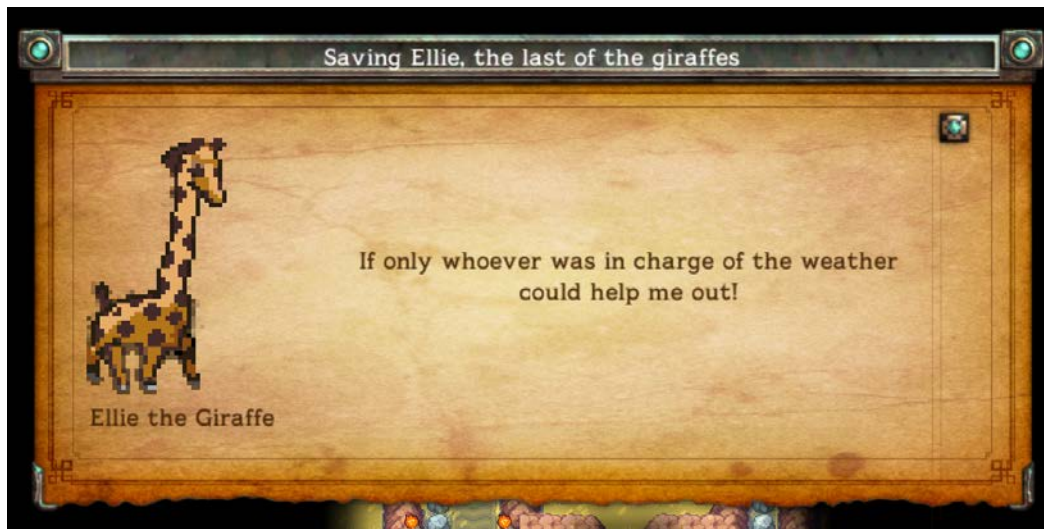 Saving Ellie, the last of the giraffes
If only whoever was in charge of the weather
could help me out!
Ellie the Giraffe